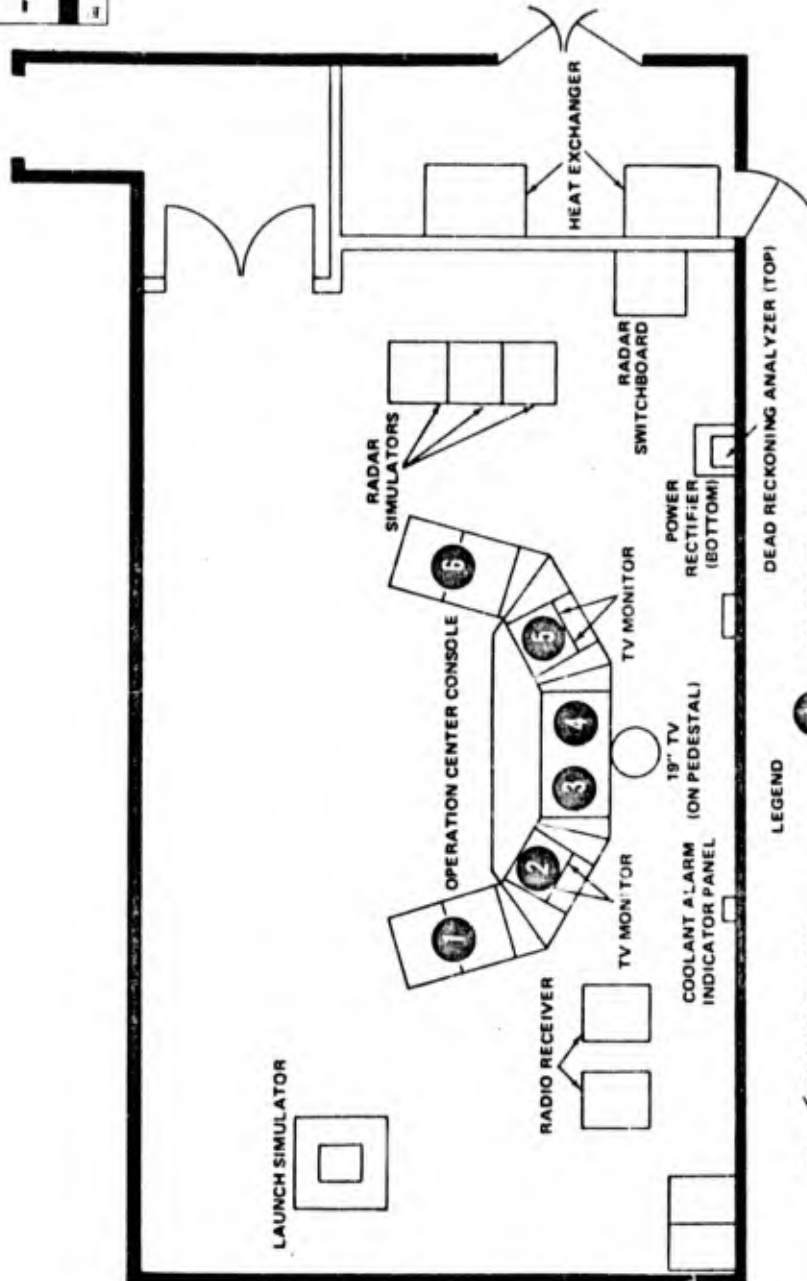 HEAT EXCHANGER
RADAR
SIMULATORS
RADAR
SWITCHBOARD
POWER
RECTIFIER
(BOTTOM)
DEAD RECKONING ANALYZER (TOP)
OPERATION CENTER CONSOLE
1
2
3
4
5
6
TV MONITOR
19" TV
(ON PEDESTAL)
TV MONITOR
COOLANT ALARM
INDICATOR PANEL
RADIO RECEIVER
LAUNCH SIMULATOR
LEGEND